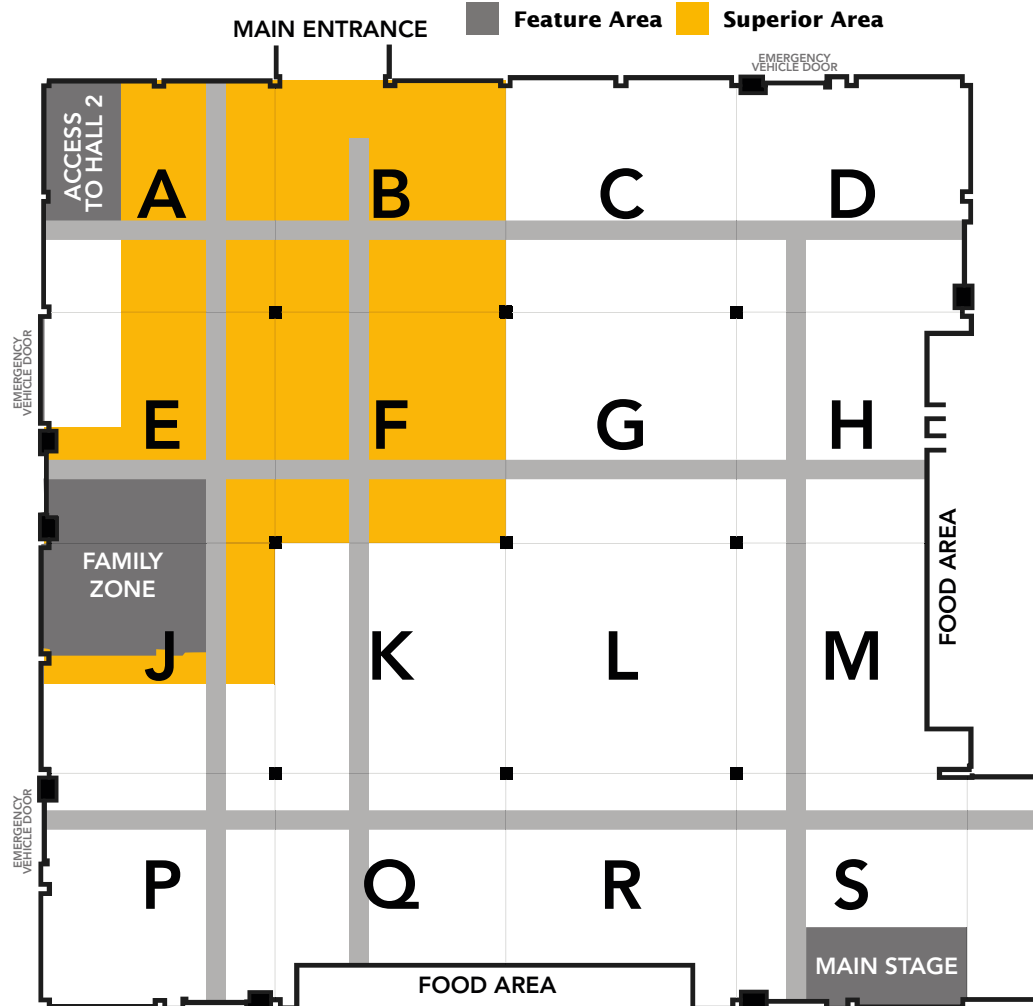 Feature Area
Superior Area
MAIN ENTRANCE
EMERGENCY
VEHICLE DOOR
ACCESS
TO HALL 2
A
B
C
D
EMERGENCY
VEHICLE DOOR
E
F
G
H
FAMILY
ZONE
FOOD AREA
J
K
L
M
EMERGENCY
VEHICLE DOOR
P
Q
R
S
MAIN STAGE
FOOD AREA